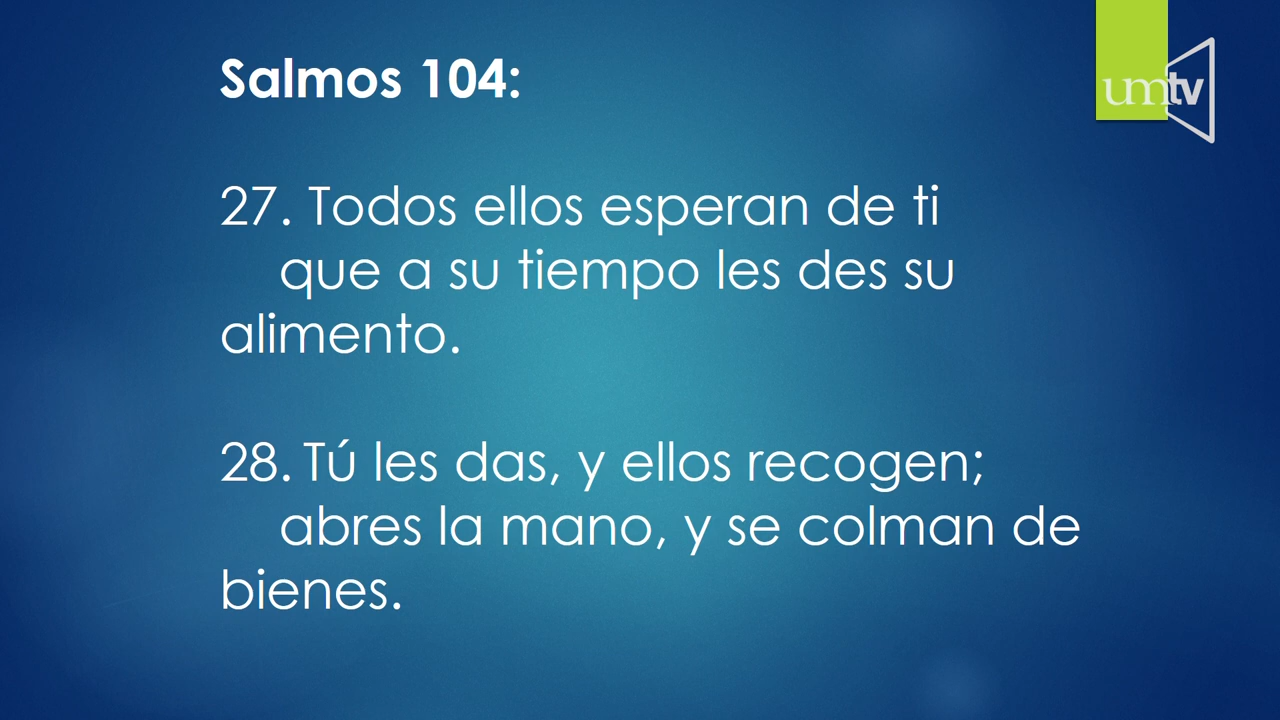 Salmos 104:
umtv
27. Todos ellos esperan de ti
que a su tiempo les des su
alimento.
28. Tú les das, y ellos recogen;
abres la mano, y se colman de
bienes.